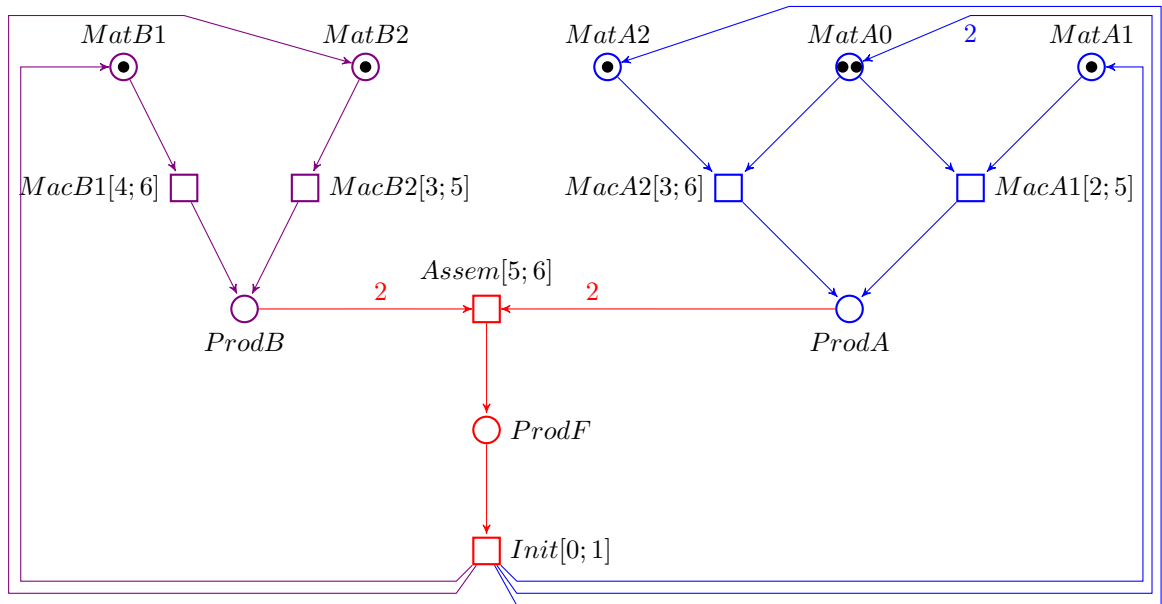 MatB1
MatB2
MatA2
MatA0
2
MatA1
MacB1[4; 6]
MacB2[3; 5]
MacA2[3; 6]
MacA1[2; 5]
Assem[5; 6]
2
2
ProdB
ProdA
ProdF
Init[0; 1]